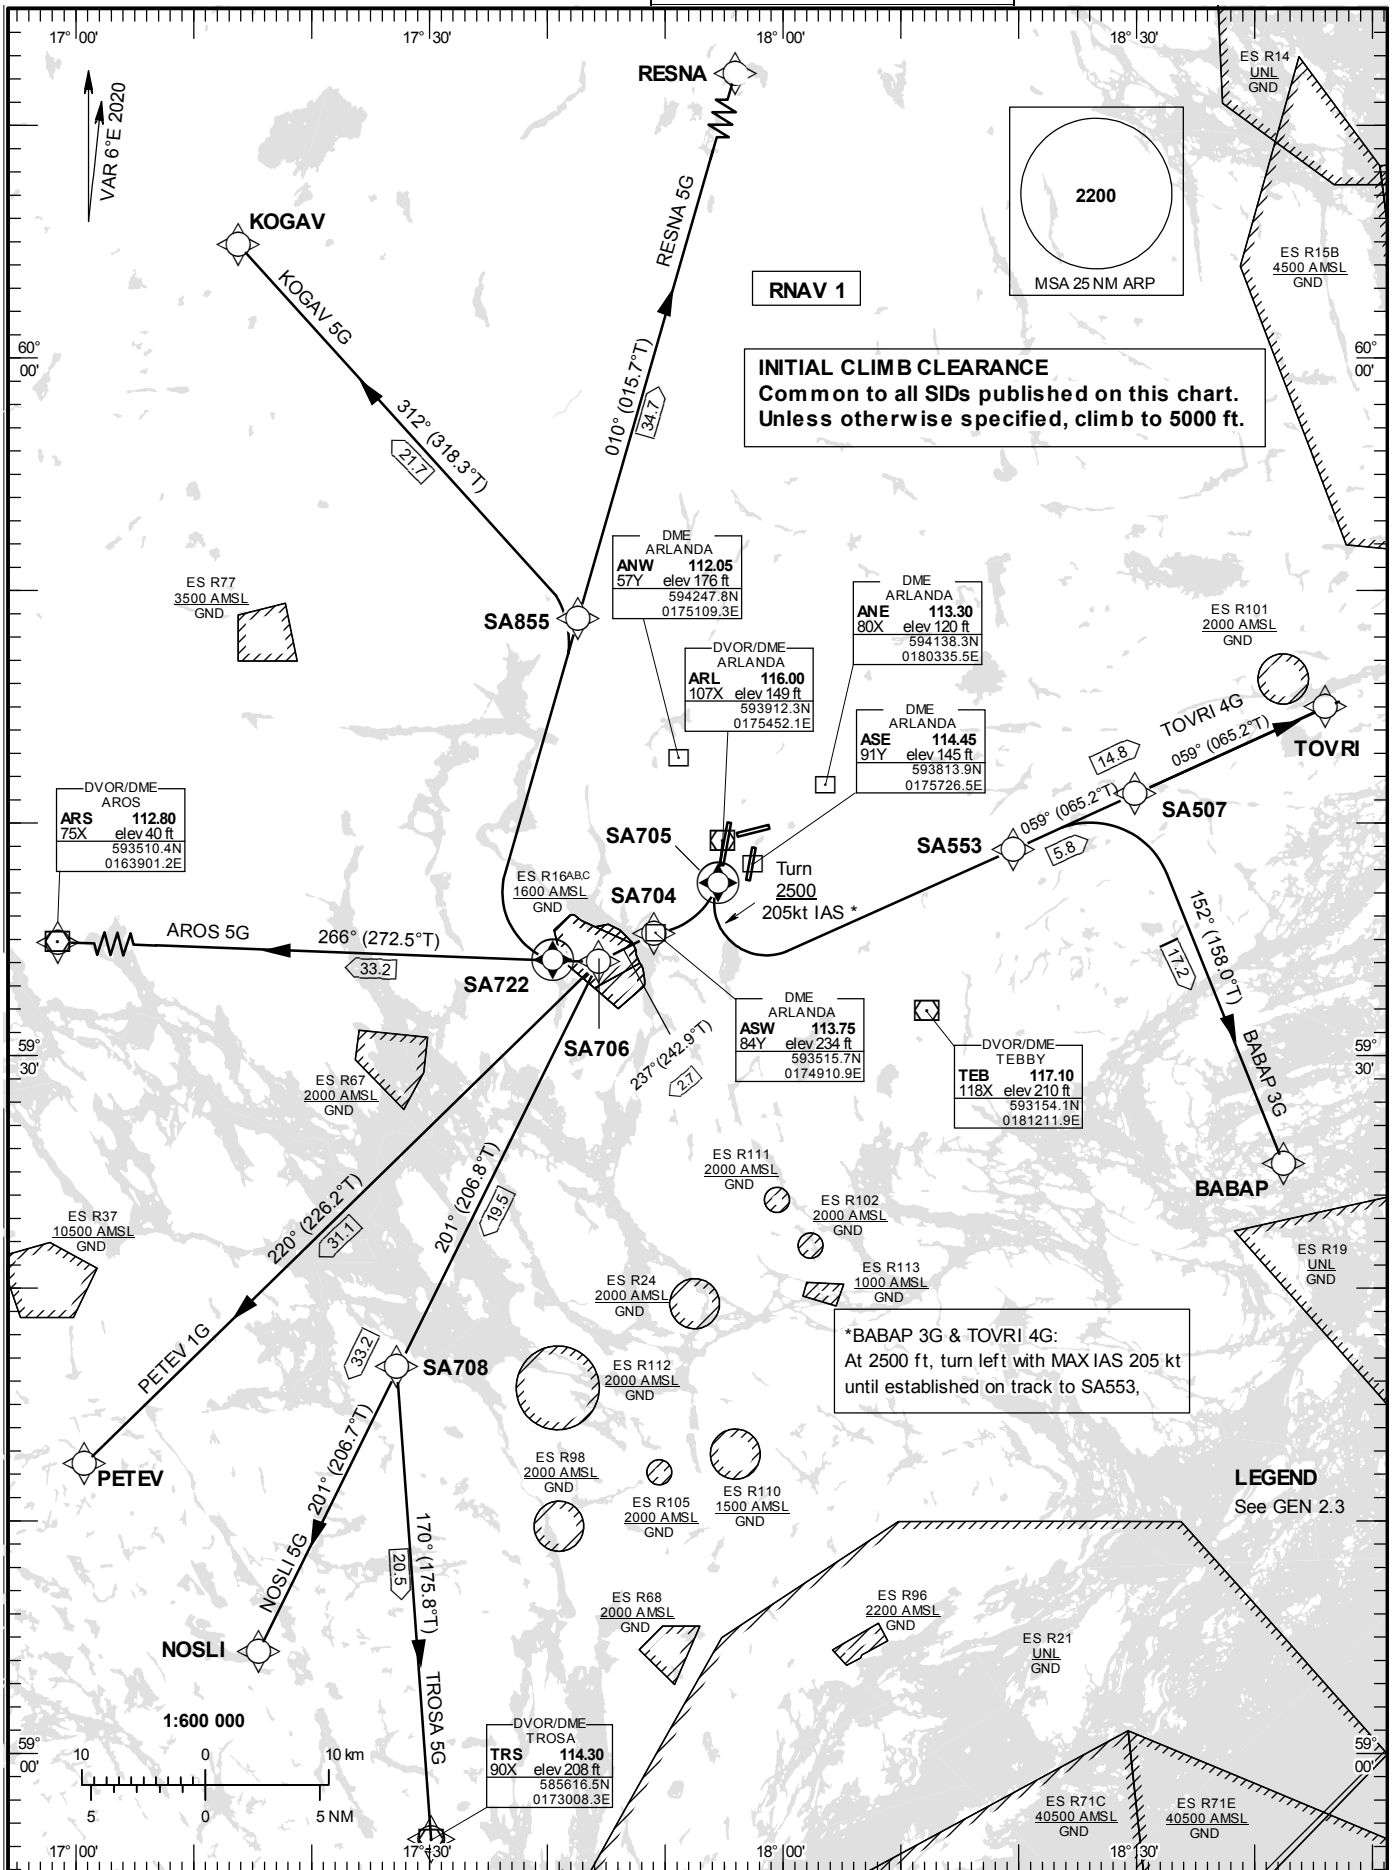 17° 00'
17° 30'
18° 00'
18° 30'
VAR 6°E 2020
RESNA
ES R14
UNL
GND
2200
MSA 25 NM ARP
KOGAV
RESNA 5G
ES R15B
4500 AMSL
GND
KOGAV 5G
RNAV 1
60°
00'
60°
00'
INITIAL CLIMB CLEARANCE
Common to all SIDs published on this chart.
Unless otherwise specified, climb to 5000 ft.
010° (015.7°T)
34.7
312° (318.3°T)
21.7
DME
ARLANDA
ANW 112.05
57Y elev 176 ft
594247.8N
0175109.3E
DME
ARLANDA
ANE 113.30
80X elev 120 ft
594138.3N
0180335.5E
ES R77
3500 AMSL
GND
ES R101
2000 AMSL
GND
SA855
DVOR/DME
ARLANDA
ARL 116.00
107X elev 149 ft
593912.3N
0175452.1E
DME
ARLANDA
ASE 114.45
91Y elev 145 ft
593813.9N
0175726.5E
TOVRI 4G
059° (065.2°T)
14.8
TOVRI
DVOR/DME
AROS
ARS 112.80
75X elev 40 ft
593510.4N
0163901.2E
SA507
059° (065.2°T)
5.8
SA705
SA553
ES R16ABC
1600 AMSL
GND
SA704
Turn
2500
205kt IAS *
AROS 5G
266° (272.5°T)
33.2
SA722
152° (158.0°T)
17.2
BABAP 3G
SA706
DME
ARLANDA
ASW 113.75
84Y elev 234 ft
593515.7N
0174910.9E
237° (242.9°T)
2.7
DVOR/DME
TEBBY
TEB 117.10
118X elev 210 ft
593154.1N
0181211.9E
59°
30'
59°
30'
ES R67
2000 AMSL
GND
ES R111
2000 AMSL
GND
BABAP
ES R102
2000 AMSL
GND
220° (226.2°T)
31.1
201° (206.8°T)
19.5
ES R37
10500 AMSL
GND
ES R19
UNL
GND
ES R24
2000 AMSL
GND
ES R113
1000 AMSL
GND
PETEV 1G
*BABAP 3G & TOVRI 4G:
At 2500 ft, turn left with MAX IAS 205 kt
until established on track to SA553,
33.2
SA708
ES R112
2000 AMSL
GND
PETEV
201° (206.7°T)
ES R98
2000 AMSL
GND
ES R105
2000 AMSL
GND
ES R110
1500 AMSL
GND
LEGEND
See GEN 2.3
NOSLI 5G
170° (175.8°T)
20.5
ES R68
2000 AMSL
GND
ES R96
2200 AMSL
GND
ES R21
UNL
GND
NOSLI
TROSA 5G
1:600 000
10 0 10 km
5 0 5 NM
DVOR/DME
TROSA
TRS 114.30
90X elev 208 ft
585616.5N
0173008.3E
59°
00'
59°
00'
ES R71C
40500 AMSL
GND
ES R71E
40500 AMSL
GND
17° 00'
17° 30'
18° 00'
18° 30'